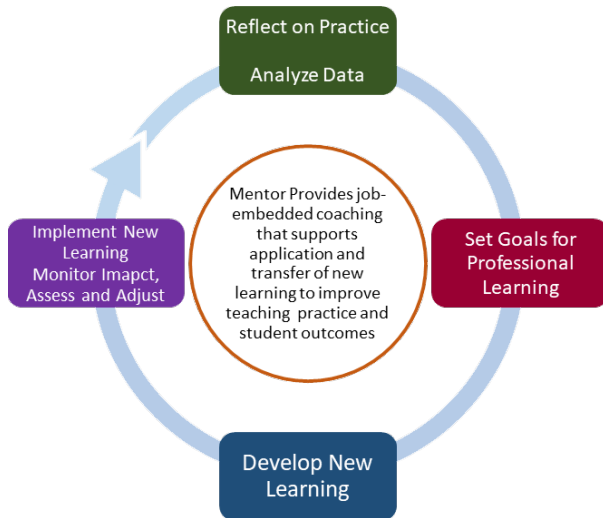 Reflect on Practice
Analyze Data
Mentor Provides job-
embedded coaching
that supports
application and
transfer of new
learning to improve
teaching practice and
student outcomes
Implement New
Learning
Monitor Imapct,
Assess and Adjust
Set Goals for
Professional
Learning
Develop New
Learning